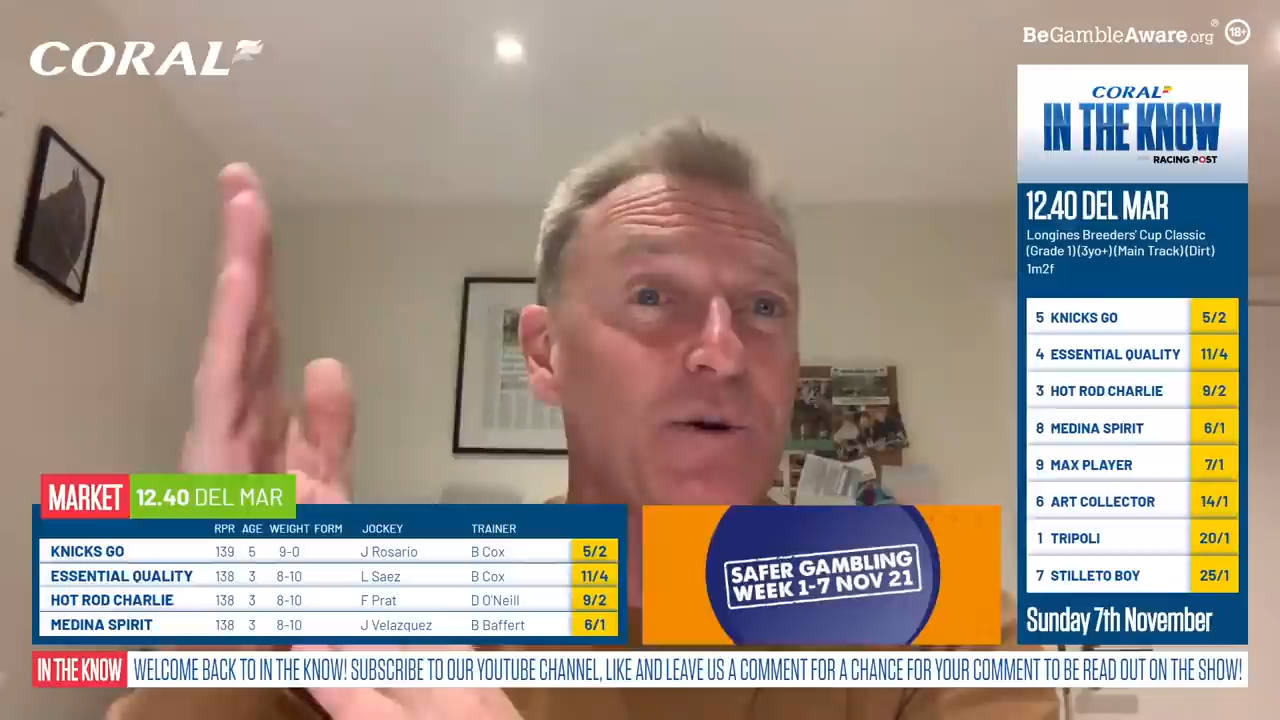 CORAL
BeGambleAware.org®
18+
CORAL
IN THE KNOW
RACING POST
12.40 DEL MAR
Longines Breeders' Cup Classic
(Grade 1)(3yo+)(Main Track)(Dirt)
1m2f
5 KNICKS GO 5/2
4 ESSENTIAL QUALITY 11/4
3 HOT ROD CHARLIE 9/2
8 MEDINA SPIRIT 6/1
9 MAX PLAYER 7/1
6 ART COLLECTOR 14/1
1 TRIPOLI 20/1
7 STILLETO BOY 25/1
Sunday 7th November
MARKET 12.40 DEL MAR
RPR AGE WEIGHT FORM JOCKEY TRAINER
KNICKS GO 139 5 9-0 J Rosario B Cox 5/2
ESSENTIAL QUALITY 138 3 8-10 L Saez B Cox 11/4
HOT ROD CHARLIE 138 3 8-10 F Prat D O'Neill 9/2
MEDINA SPIRIT 138 3 8-10 J Velazquez B Baffert 6/1
SAFER GAMBLING
WEEK 1-7 NOV 21
IN THE KNOW WELCOME BACK TO IN THE KNOW! SUBSCRIBE TO OUR YOUTUBE CHANNEL, LIKE AND LEAVE US A COMMENT FOR A CHANCE FOR YOUR COMMENT TO BE READ OUT ON THE SHOW!